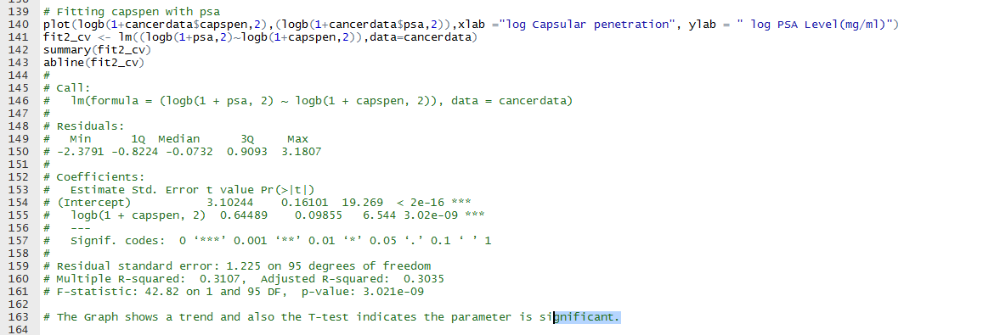 139 # Fitting capspen with psa
140 plot(logb(1+cancerdata$capspen,2),(logb(1+cancerdata$psa,2)),xlab ="log Capsular penetration", ylab = " log PSA Level(mg/ml)")
141 fit2_cv <- lm((logb(1+psa,2)~logb(1+capspen,2)),data=cancerdata)
142 summary(fit2_cv)
143 abline(fit2_cv)
144 #
145 # Call:
146 #   lm(formula = (logb(1 + psa, 2) ~ logb(1 + capspen, 2)), data = cancerdata)
147 #
148 # Residuals:
149 #   Min      1Q  Median      3Q     Max
150 # -2.3791 -0.8224 -0.0732  0.9093  3.1807
151 #
152 # Coefficients:
153 #   Estimate Std. Error t value Pr(>|t|)
154 # (Intercept)           3.10244    0.16101  19.269  < 2e-16 ***
155 #   logb(1 + capspen, 2)  0.64489    0.09855   6.544 3.02e-09 ***
156 #   ---
157 #   Signif. codes:  0 ‘***’ 0.001 ‘**’ 0.01 ‘*’ 0.05 ‘.’ 0.1 ‘ ’ 1
158 #
159 # Residual standard error: 1.225 on 95 degrees of freedom
160 # Multiple R-squared:  0.3107,  Adjusted R-squared:  0.3035
161 # F-statistic: 42.82 on 1 and 95 DF,  p-value: 3.021e-09
162
163 # The Graph shows a trend and also the T-test indicates the parameter is significant.
164